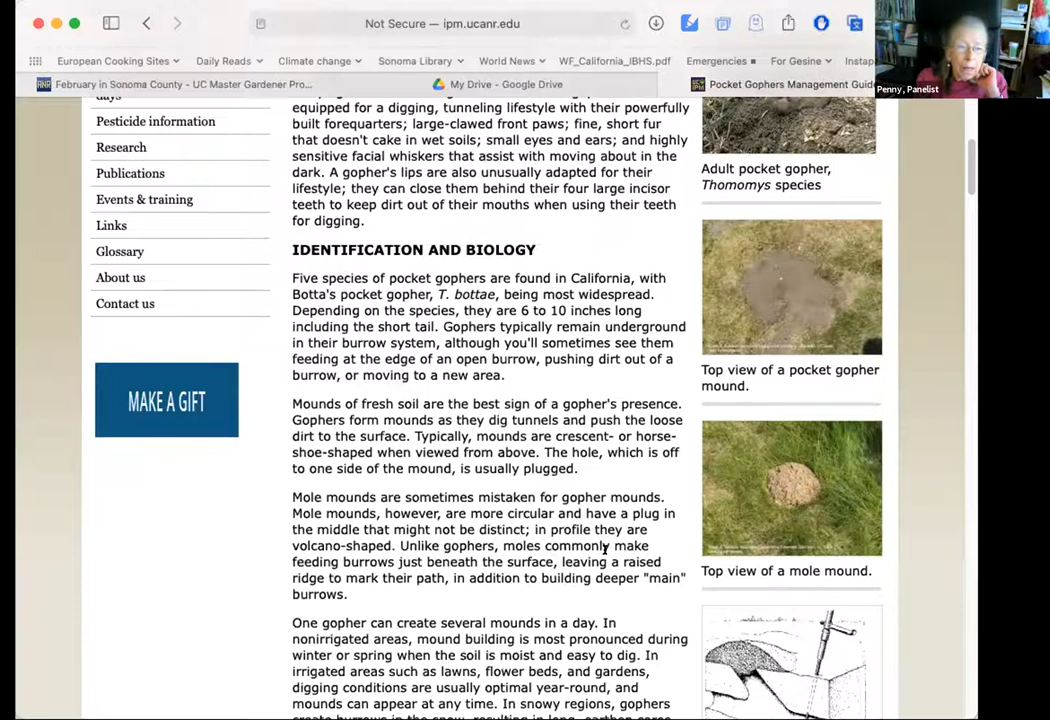 Not Secure — ipm.ucanr.edu
European Cooking Sites
Daily Reads
Climate change
Sonoma Library
World News
WF_California_IBHS.pdf
Emergencies
For Gesine
Instap
February in Sonoma County - UC Master Gardener Pro...
My Drive - Google Drive
Pocket Gophers Management Guid
Penny, Panelist
days
Pesticide information
Research
Publications
Events & training
Links
Glossary
About us
Contact us
MAKE A GIFT
equipped for a digging, tunneling lifestyle with their powerfully
built forequarters; large-clawed front paws; fine, short fur
that doesn't cake in wet soils; small eyes and ears; and highly
sensitive facial whiskers that assist with moving about in the
dark. A gopher's lips are also unusually adapted for their
lifestyle; they can close them behind their four large incisor
teeth to keep dirt out of their mouths when using their teeth
for digging.
IDENTIFICATION AND BIOLOGY
Five species of pocket gophers are found in California, with
Botta's pocket gopher, T. bottae, being most widespread.
Depending on the species, they are 6 to 10 inches long
including the short tail. Gophers typically remain underground
in their burrow system, although you'll sometimes see them
feeding at the edge of an open burrow, pushing dirt out of a
burrow, or moving to a new area.
Mounds of fresh soil are the best sign of a gopher's presence.
Gophers form mounds as they dig tunnels and push the loose
dirt to the surface. Typically, mounds are crescent- or horse-
shoe-shaped when viewed from above. The hole, which is off
to one side of the mound, is usually plugged.
Mole mounds are sometimes mistaken for gopher mounds.
Mole mounds, however, are more circular and have a plug in
the middle that might not be distinct; in profile they are
volcano-shaped. Unlike gophers, moles commonly make
feeding burrows just beneath the surface, leaving a raised
ridge to mark their path, in addition to building deeper "main"
burrows.
One gopher can create several mounds in a day. In
nonirrigated areas, mound building is most pronounced during
winter or spring when the soil is moist and easy to dig. In
irrigated areas such as lawns, flower beds, and gardens,
digging conditions are usually optimal year-round, and
mounds can appear at any time. In snowy regions, gophers
create burrows in the snow, resulting in long, earthen cores
Adult pocket gopher,
Thomomys species
Top view of a pocket gopher
mound.
Top view of a mole mound.